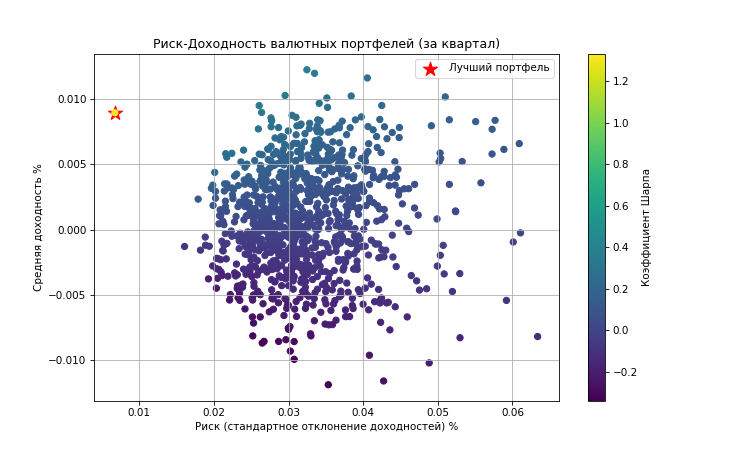 Риск-Доходность валютных портфелей (за квартал)
Лучший портфель
Средняя доходность %
0.010
0.005
0.000
−0.005
−0.010
0.01 0.02 0.03 0.04 0.05 0.06
Риск (стандартное отклонение доходностей) %
1.2
1.0
0.8
0.6
0.4
0.2
0.0
−0.2
Коэффициент Шарпа